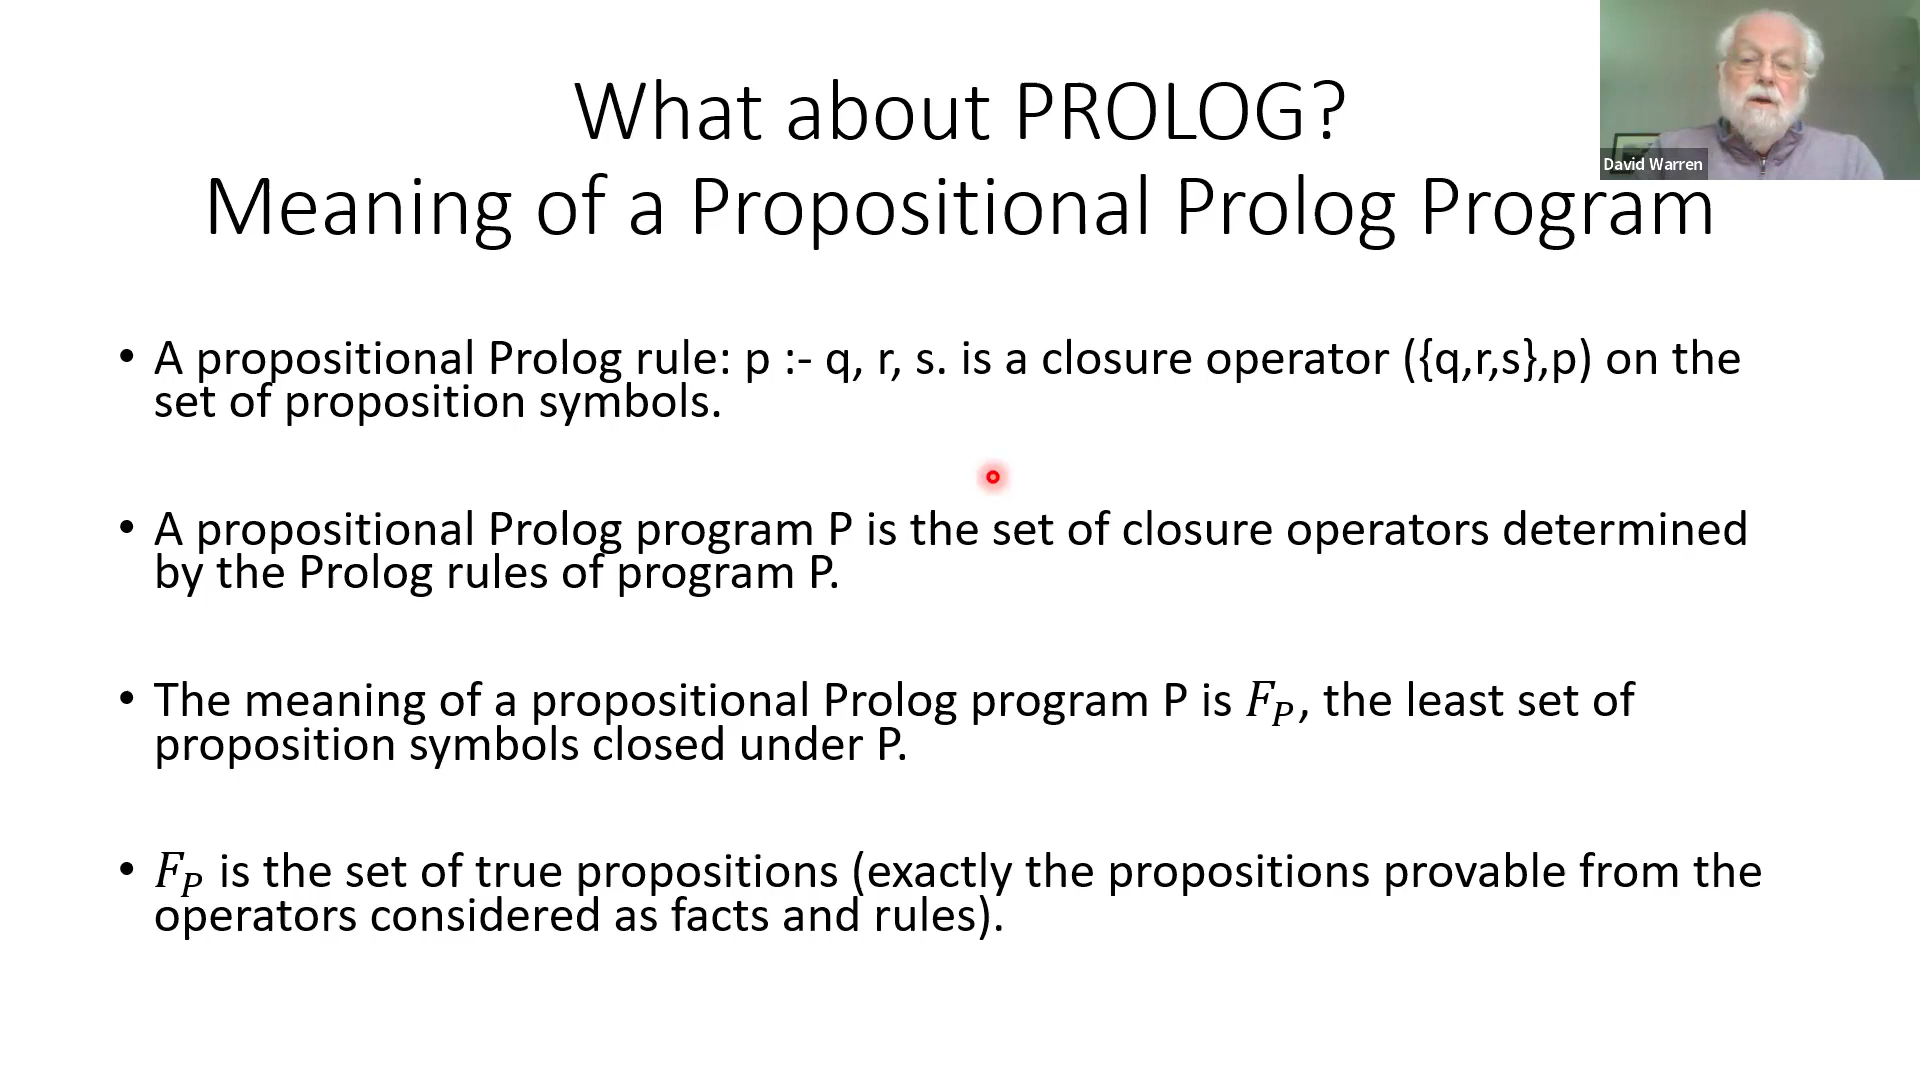 What about PROLOG?
Meaning of a Propositional Prolog Program
David Warren
• A propositional Prolog rule: p :- q, r, s. is a closure operator ({q,r,s},p) on the
set of proposition symbols.
• A propositional Prolog program P is the set of closure operators determined
by the Prolog rules of program P.
• The meaning of a propositional Prolog program P is F_P, the least set of
proposition symbols closed under P.
• F_P is the set of true propositions (exactly the propositions provable from the
operators considered as facts and rules).